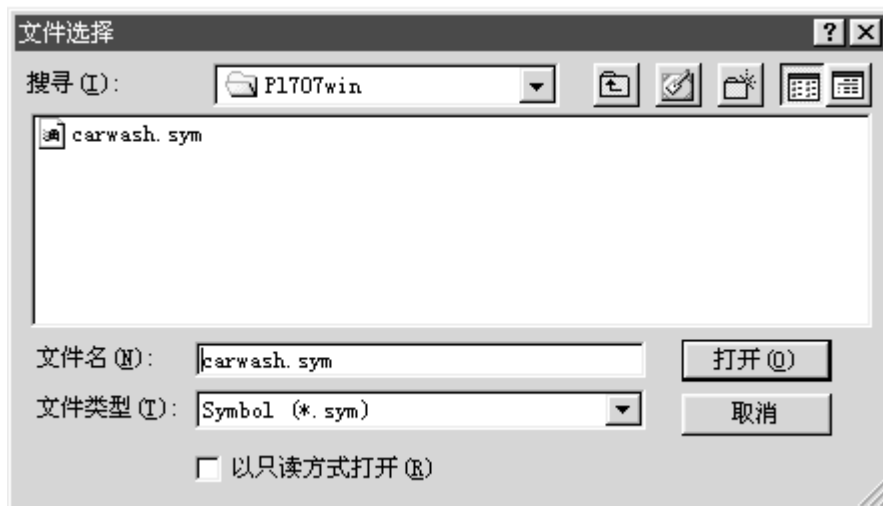 文件选择
搜寻(I): P1707win
carwash.sym
文件名(N): carwash.sym 打开(O)
文件类型(T): Symbol (*.sym) 取消
以只读方式打开(R)